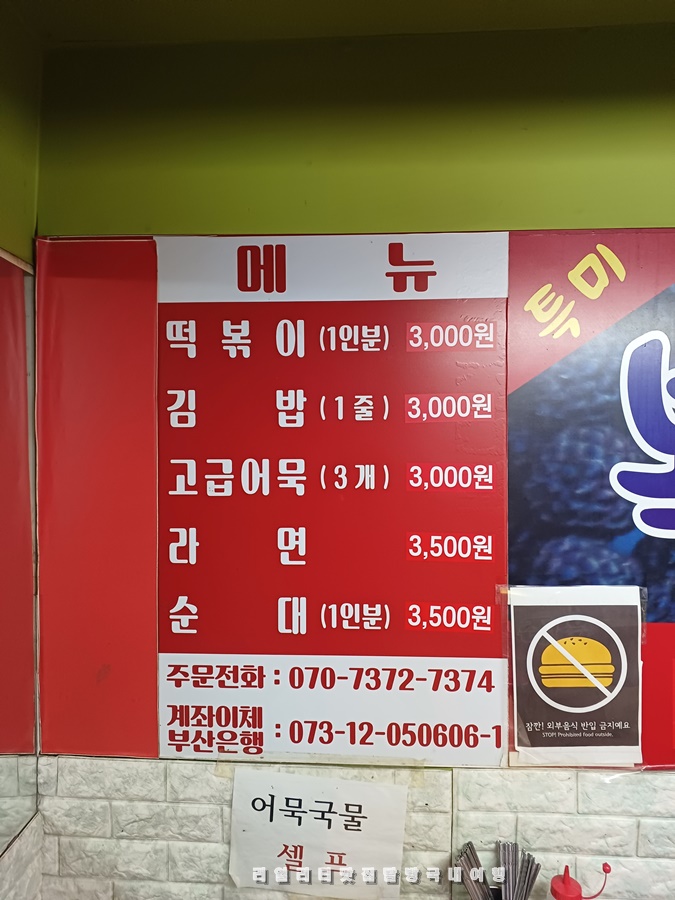 메 뉴
떡 볶 이 (1인분) 3,000원
김 밥 (1줄) 3,000원
고급어묵 (3개) 3,000원
라 면 3,500원
순 대 (1인분) 3,500원
주문전화 : 070-7372-7374
계좌이체
부산은행 : 073-12-050606-1
특미
잠깐! 외부음식 반입 금지예요
STOP! Prohibited food outside.
어묵국물
셀 프